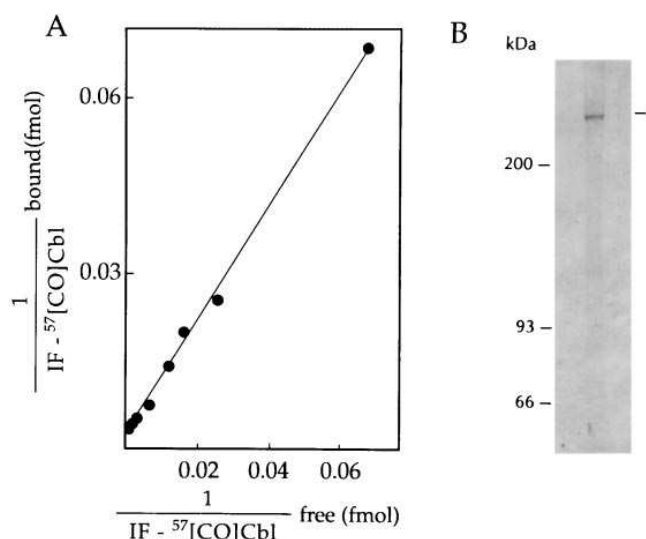 A
B
kDa
0.06
0.03
1
IF - ⁵⁷[CO]Cbl
bound(fmol)
0.02 0.04 0.06
1
IF - ⁵⁷[CO]Cbl
free (fmol)
200 –
93 –
66 –